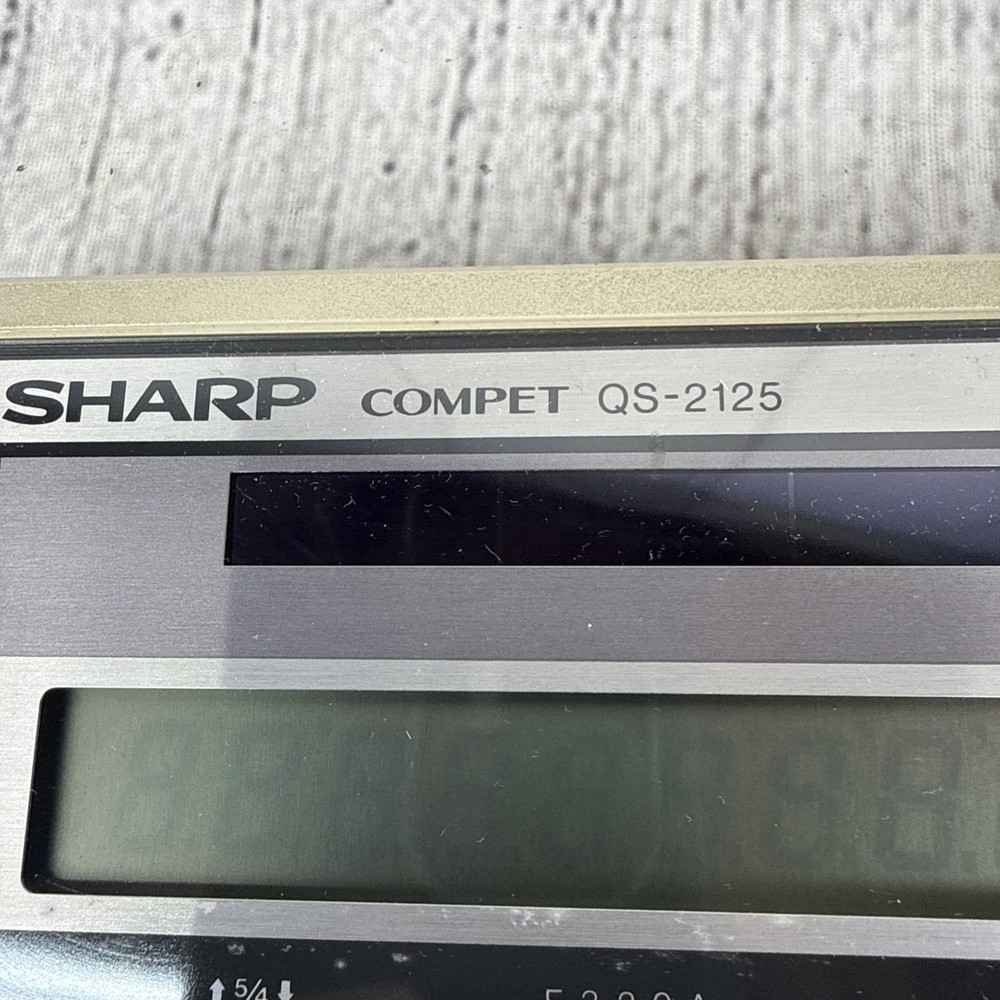 SHARP COMPET QS-2125
⬆ 5/4 ⬇